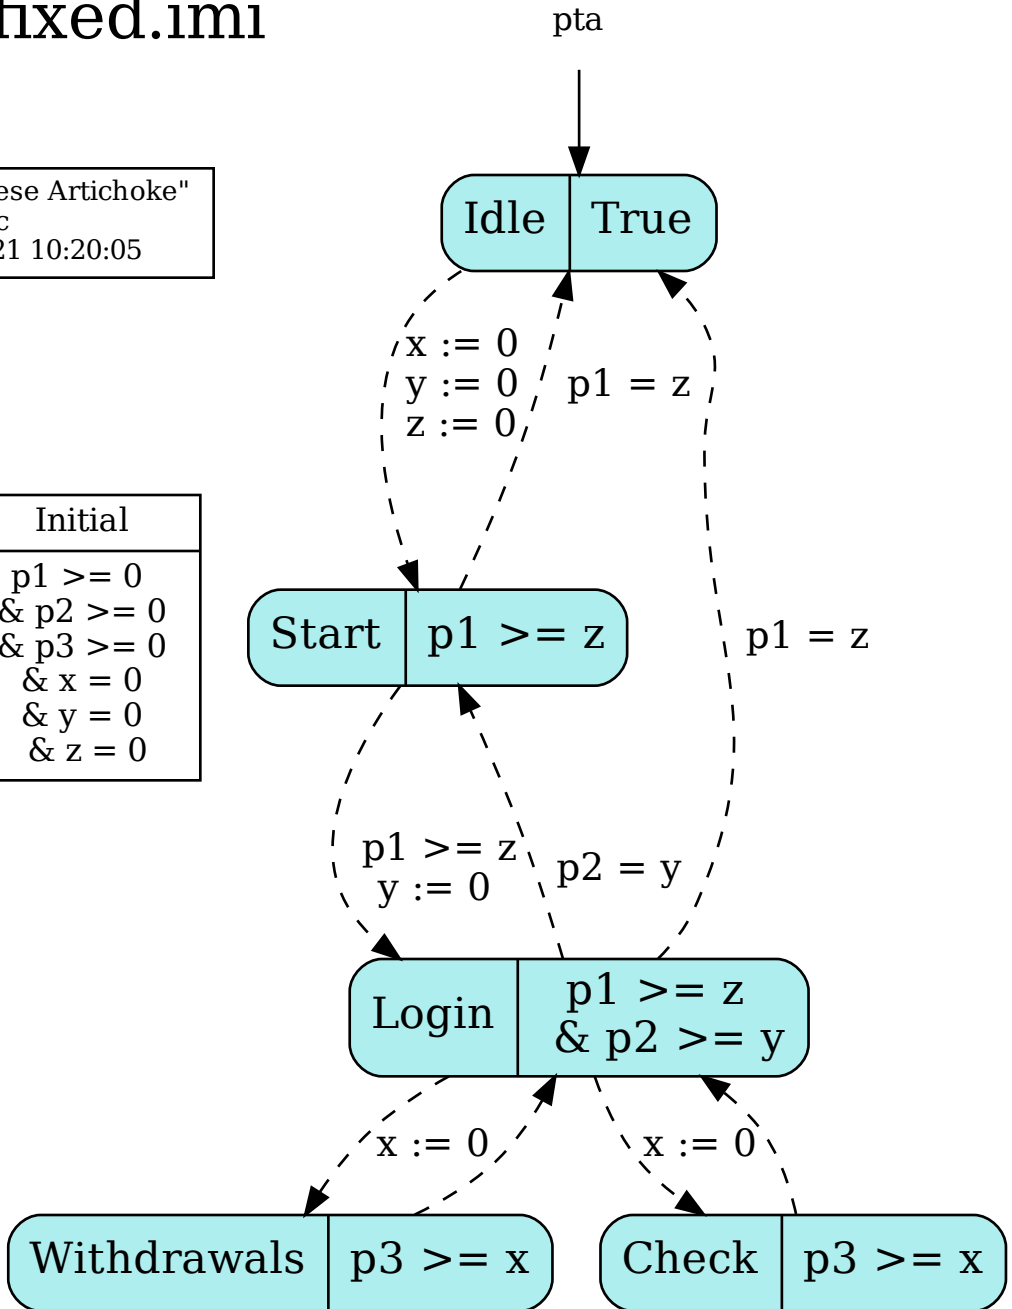 fixed.imi
pta
ese Artichoke"
c
21 10:20:05
Idle
True
x := 0
y := 0
z := 0
p1 = z
Initial
p1 >= 0
& p2 >= 0
& p3 >= 0
& x = 0
& y = 0
& z = 0
Start
p1 >= z
p1 = z
p1 >= z
y := 0
p2 = y
Login
p1 >= z
& p2 >= y
x := 0
x := 0
Withdrawals
p3 >= x
Check
p3 >= x